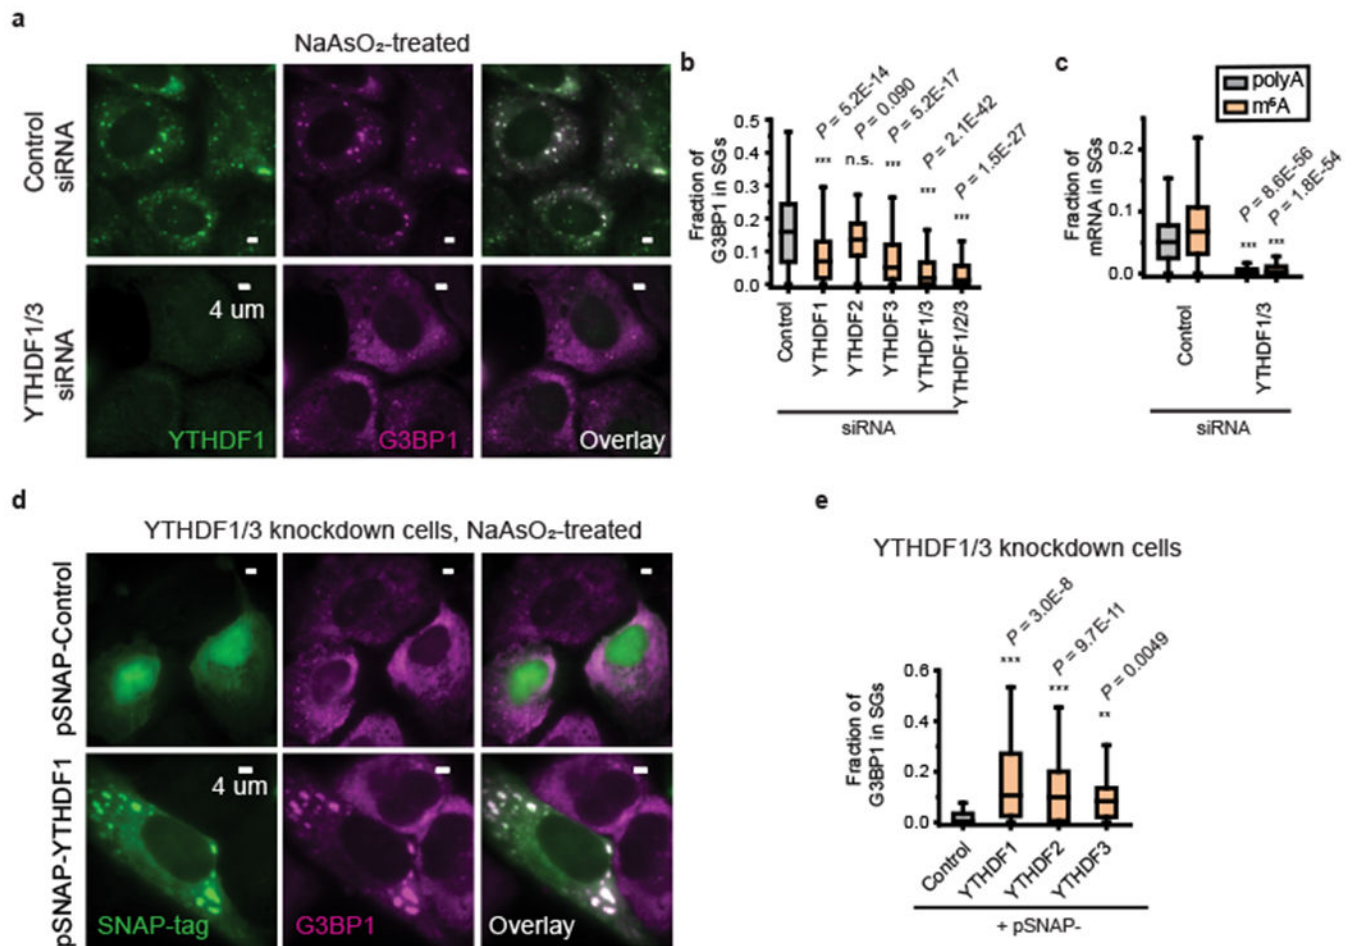 a
NaAsO₂-treated
Control
siRNA
YTHDF1/3
siRNA
4 um
YTHDF1
G3BP1
Overlay
b
Fraction of
G3BP1 in SGs
0.5
0.4
0.3
0.2
0.1
0.0
P = 5.2E-14
P = 0.090
P = 5.2E-17
P = 2.1E-42
P = 1.5E-27
***
n.s.
***
***
***
Control
YTHDF1
YTHDF2
YTHDF3
YTHDF1/3
YTHDF1/2/3
siRNA
c
polyA
m⁶A
Fraction of
mRNA in SGs
0.2
0.1
0.0
P = 8.6E-56
P = 1.8E-54
***
***
Control
YTHDF1/3
siRNA
d
YTHDF1/3 knockdown cells, NaAsO₂-treated
pSNAP-Control
pSNAP-YTHDF1
4 um
SNAP-tag
G3BP1
Overlay
e
YTHDF1/3 knockdown cells
Fraction of
G3BP1 in SGs
0.6
0.4
0.2
0.0
P = 3.0E-8
P = 9.7E-11
P = 0.0049
***
***
**
Control
YTHDF1
YTHDF2
YTHDF3
+ pSNAP-